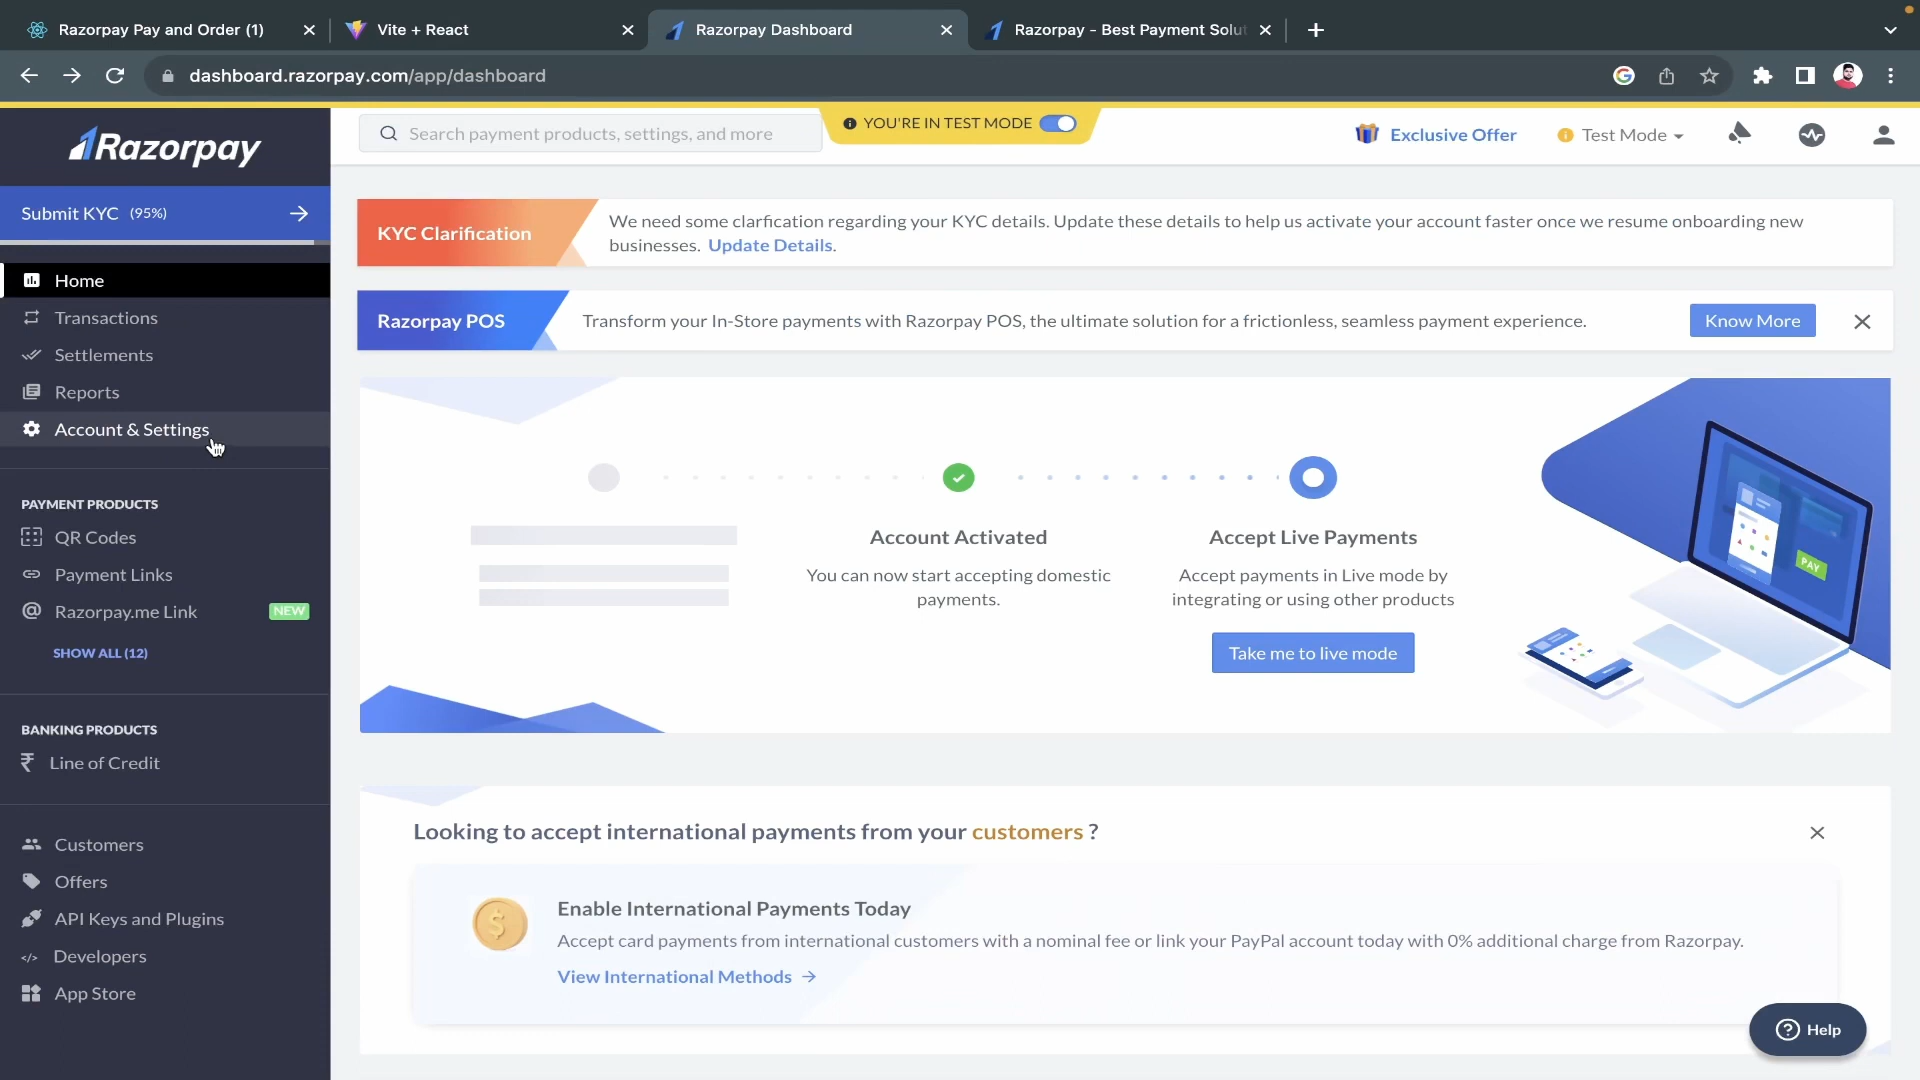 Razorpay Pay and Order (1)
Vite + React
Razorpay Dashboard
Razorpay - Best Payment Solut
dashboard.razorpay.com/app/dashboard
Razorpay
Search payment products, settings, and more
YOU'RE IN TEST MODE
Exclusive Offer
Test Mode
Submit KYC (95%)
Home
Transactions
Settlements
Reports
Account & Settings
PAYMENT PRODUCTS
QR Codes
Payment Links
Razorpay.me Link NEW
SHOW ALL (12)
BANKING PRODUCTS
Line of Credit
Customers
Offers
API Keys and Plugins
Developers
App Store
KYC Clarification
We need some clarfication regarding your KYC details. Update these details to help us activate your account faster once we resume onboarding new
businesses. Update Details.
Razorpay POS
Transform your In-Store payments with Razorpay POS, the ultimate solution for a frictionless, seamless payment experience.
Know More
Account Activated
You can now start accepting domestic
payments.
Accept Live Payments
Accept payments in Live mode by
integrating or using other products
Take me to live mode
PAY
Looking to accept international payments from your customers ?
Enable International Payments Today
Accept card payments from international customers with a nominal fee or link your PayPal account today with 0% additional charge from Razorpay.
View International Methods
Help